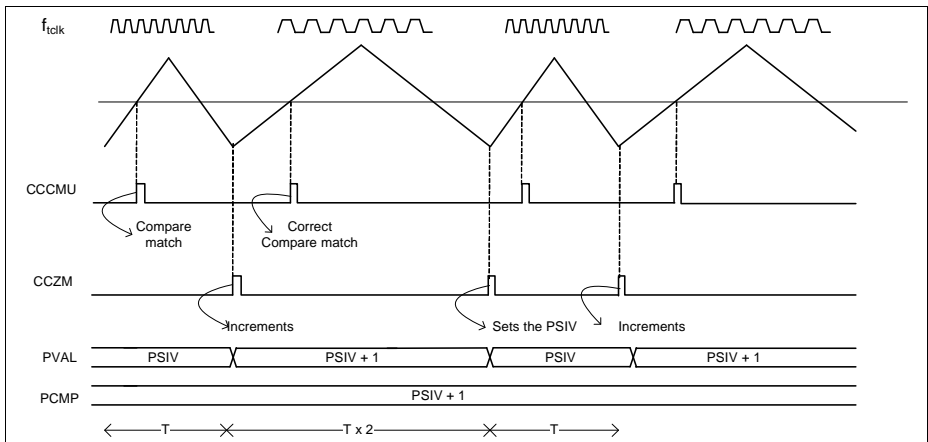 ftclk
CCCMU
Compare
match
Correct
Compare match
CCZM
Increments
Sets the PSIV
Increments
PVAL
PSIV
PSIV + 1
PSIV
PSIV + 1
PCMP
PSIV + 1
T
T x 2
T